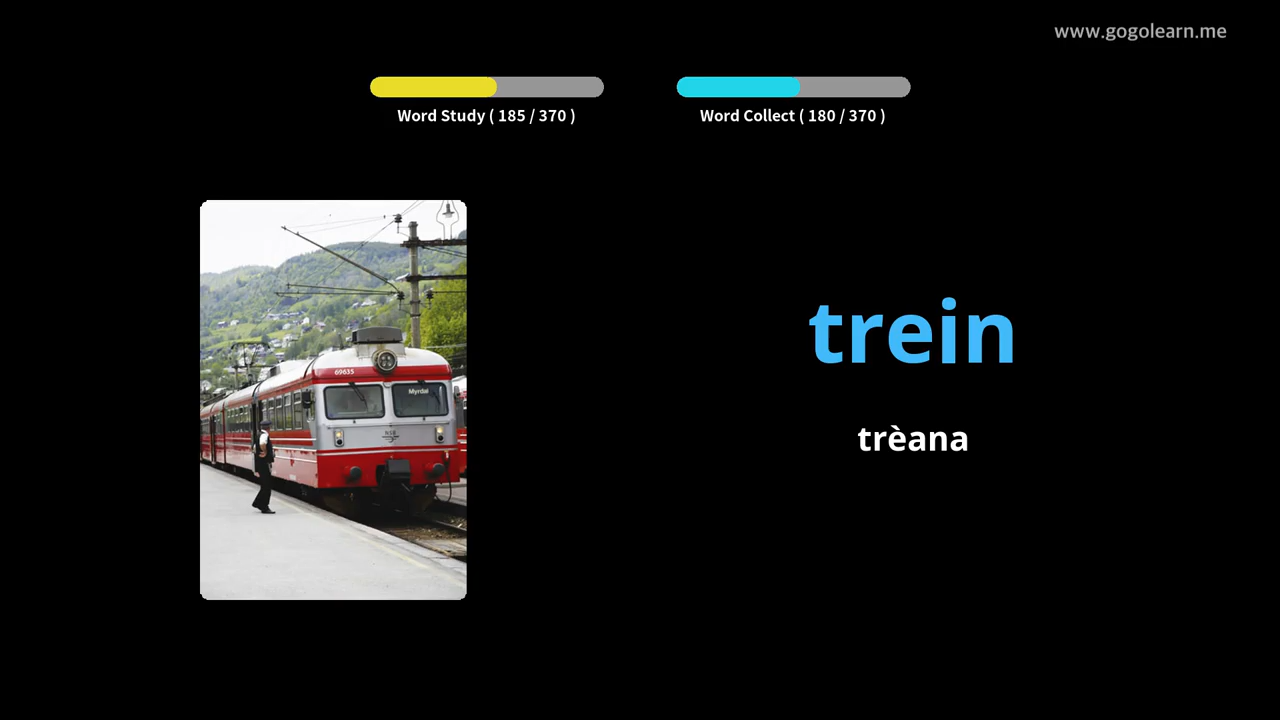 www.gogolearn.me
Word Study ( 185 / 370 )
Word Collect ( 180 / 370 )
69635
Myrdal
NSB
trein
trèana